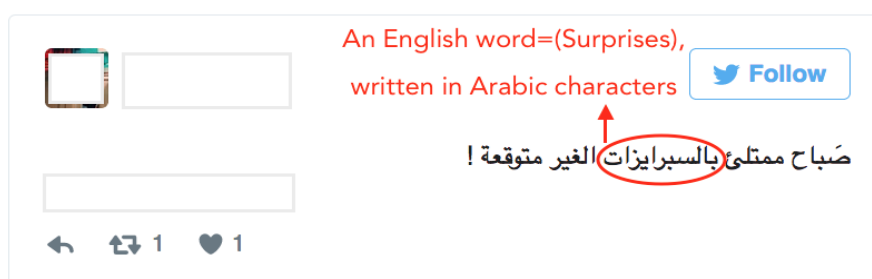 An English word=(Surprises),
written in Arabic characters
Follow
صَباح ممتلئ بالسبرايزات الغير متوقعة !
1 1